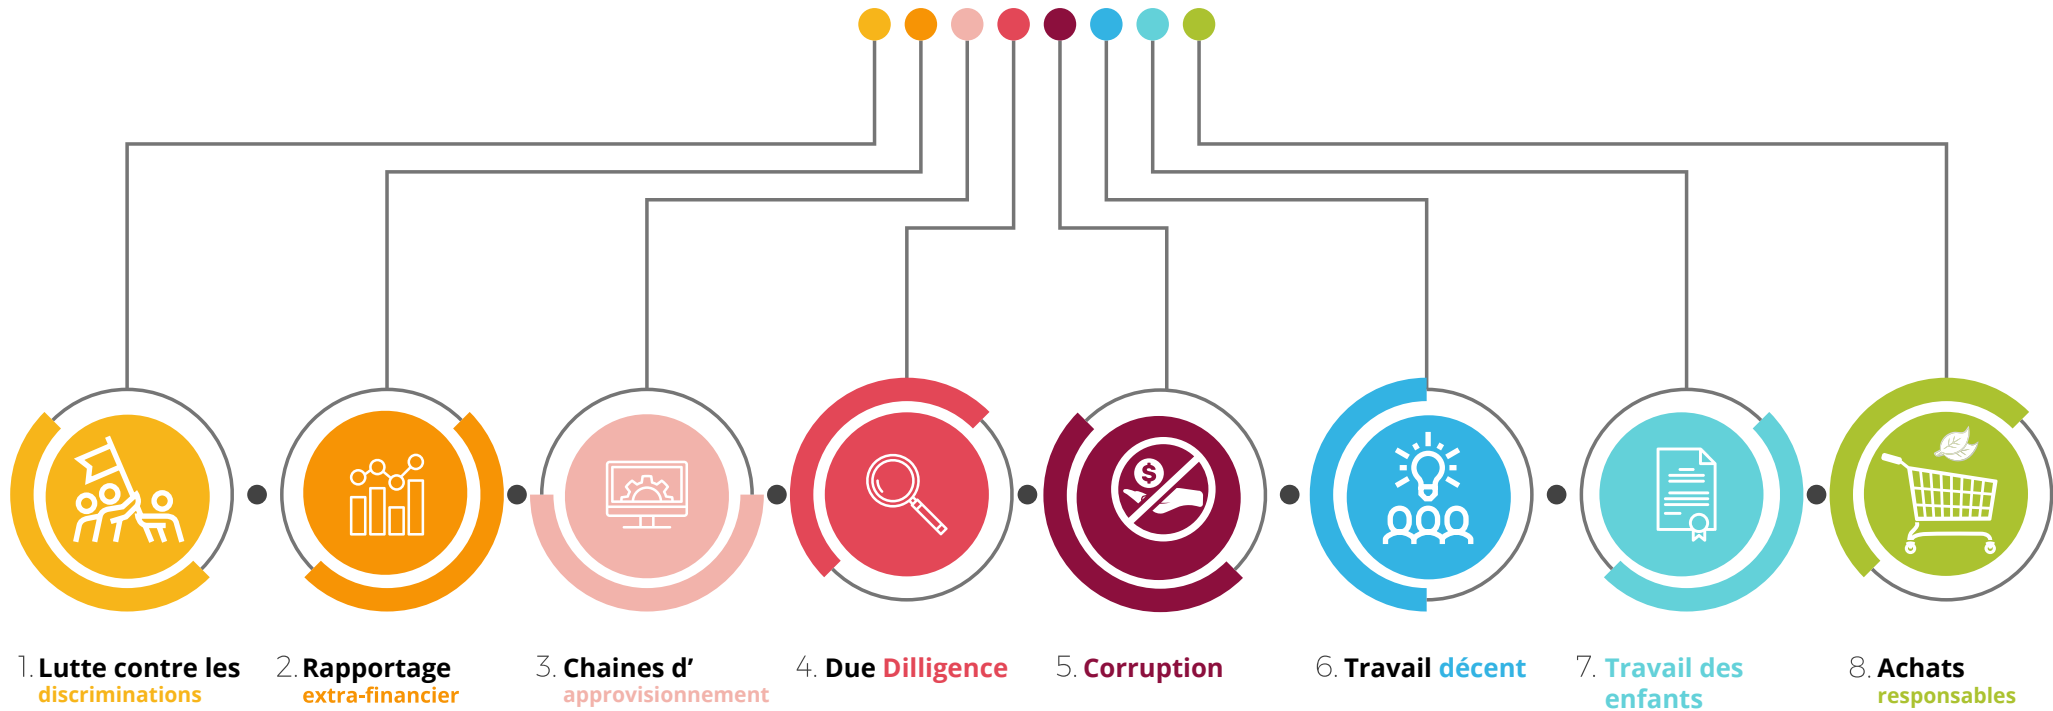 1. Lutte contre les
discriminations
2. Rapportage
extra-financier
3. Chaines d’
approvisionnement
4. Due Dilligence
5. Corruption
6. Travail décent
7. Travail des
enfants
8. Achats
responsables
$